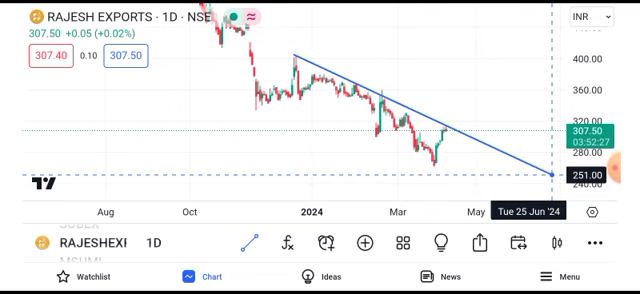 RAJESH EXPORTS · 1D · NSE
INR
307.50 +0.05 (+0.02%)
307.40
0.10
307.50
400.00
360.00
320.00
307.50
03:52:27
251.00
240.00
Aug
Oct
2024
Mar
May
Tue 25 Jun '24
RAJESHEXI
1D
Watchlist
Chart
Ideas
News
Menu